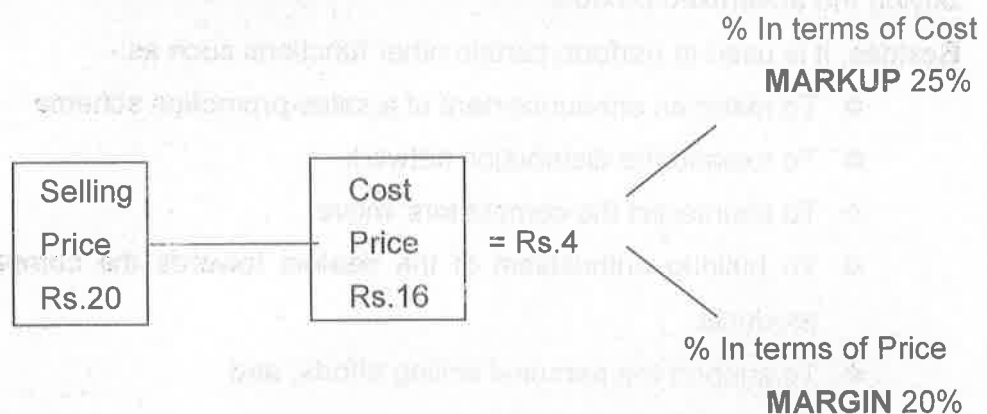 % In terms of Cost
MARKUP 25%
Selling
Price
Rs.20
Cost
Price
Rs.16
= Rs.4
% In terms of Price
MARGIN 20%